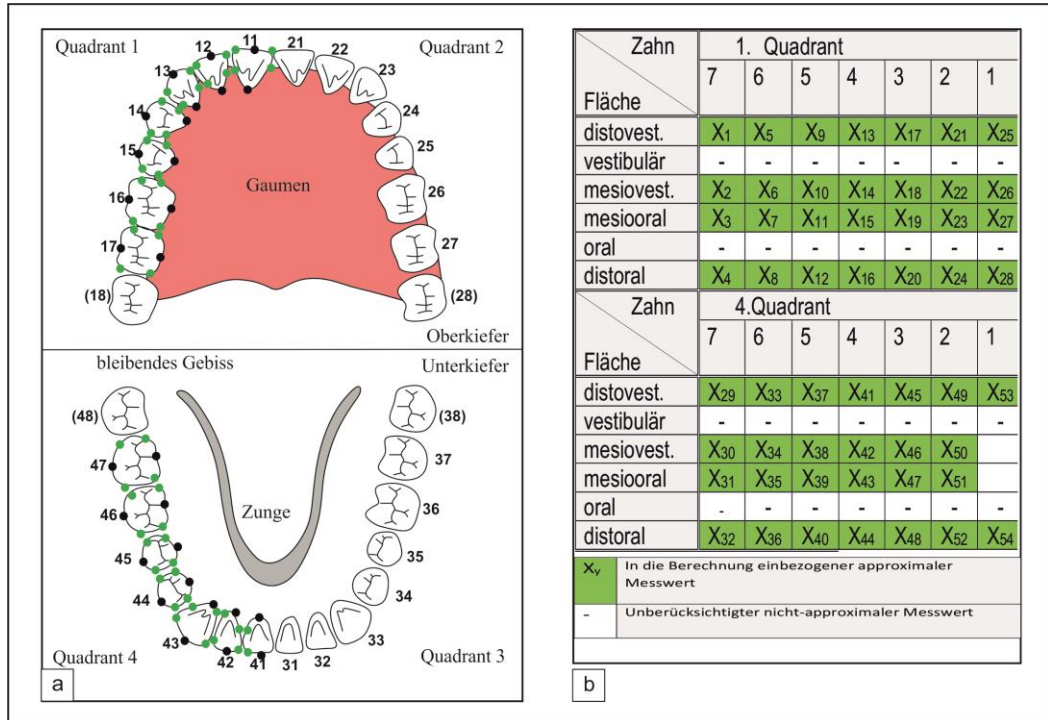 Quadrant 1
Quadrant 2
11
21
12
22
13
23
14
24
15
25
Gaumen
16
26
17
27
(18)
(28)
Oberkiefer
bleibendes Gebiss
Unterkiefer
(48)
(38)
47
37
Zunge
46
36
45
35
44
34
43
33
42
41
31
32
Quadrant 4
Quadrant 3
a
Zahn 1. Quadrant
Fläche 7 6 5 4 3 2 1
distovest. X1 X5 X9 X13 X17 X21 X25
vestibulär - - - - - - -
mesiovest. X2 X6 X10 X14 X18 X22 X26
mesiooral X3 X7 X11 X15 X19 X23 X27
oral - - - - - - -
distoral X4 X8 X12 X16 X20 X24 X28
Zahn 4.Quadrant
Fläche 7 6 5 4 3 2 1
distovest. X29 X33 X37 X41 X45 X49 X53
vestibulär - - - - - - -
mesiovest. X30 X34 X38 X42 X46 X50
mesiooral X31 X35 X39 X43 X47 X51
oral - - - - - - -
distoral X32 X36 X40 X44 X48 X52 X54
XY In die Berechnung einbezogener approximaler
Messwert
- Unberücksichtigter nicht-approximaler Messwert
b